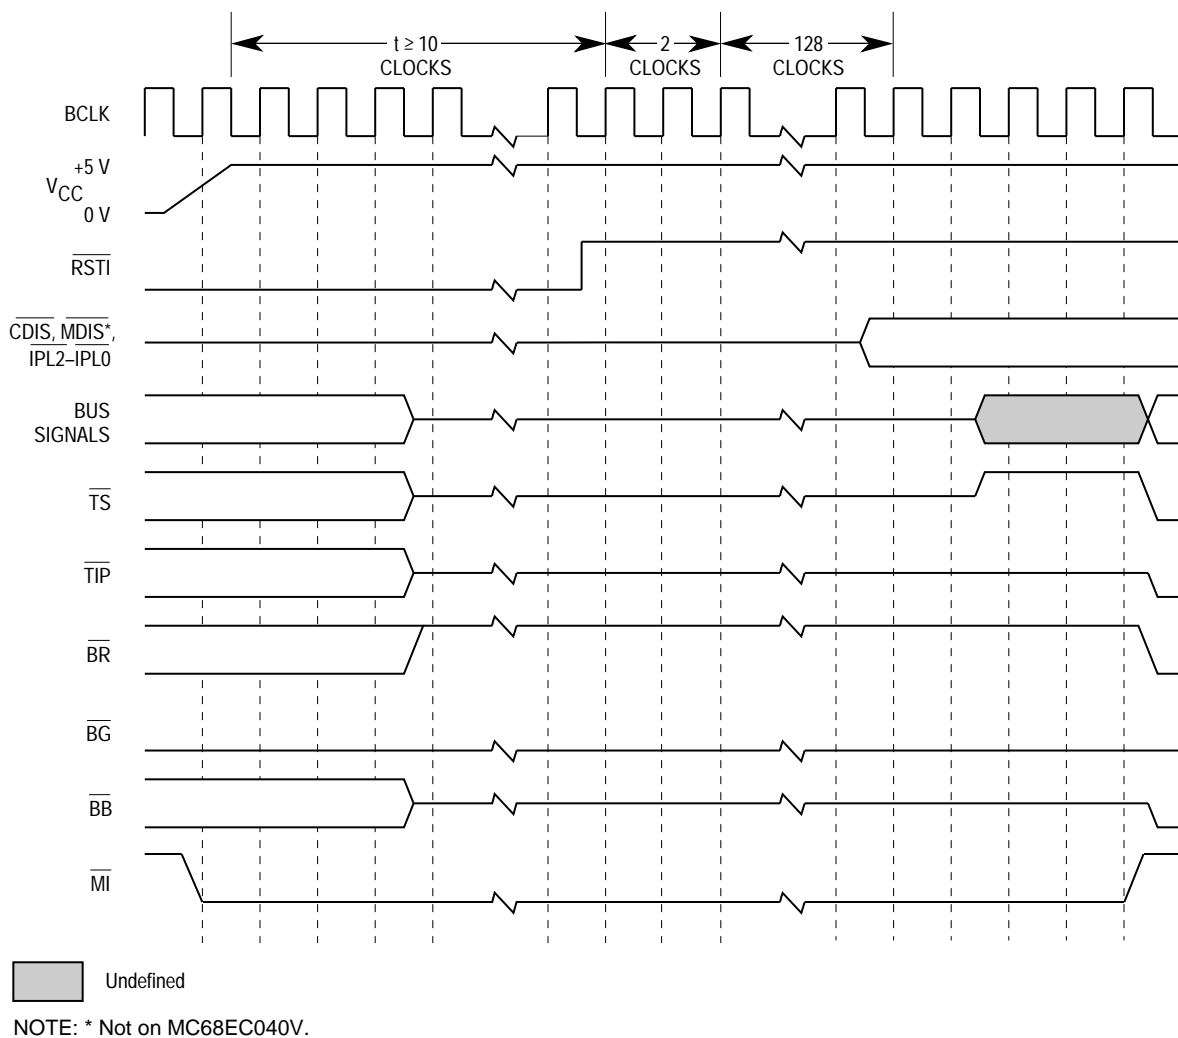 t ≥ 10
CLOCKS
2
CLOCKS
128
CLOCKS
BCLK
+5 V
VCC
0 V
RSTI
CDIS, MDIS*,
IPL2–IPL0
BUS
SIGNALS
TS
TIP
BR
BG
BB
MI
Undefined
NOTE: * Not on MC68EC040V.